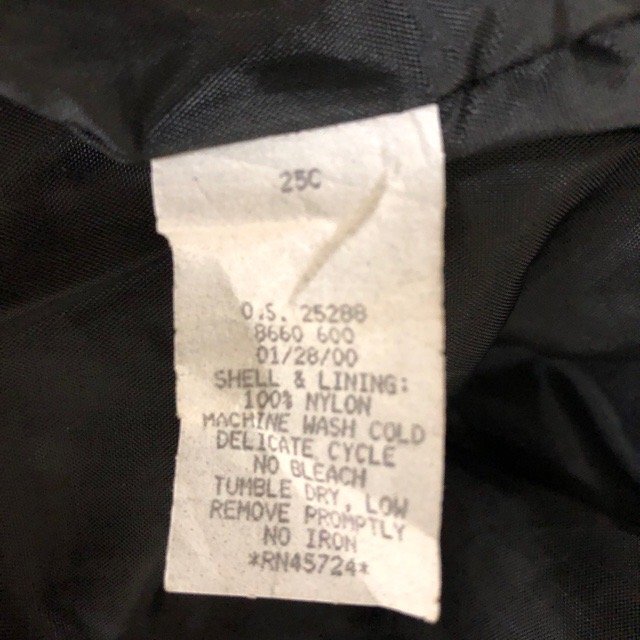 25C
O.S. 25288
8660 600
01/28/00
SHELL & LINING:
100% NYLON
MACHINE WASH COLD
DELICATE CYCLE
NO BLEACH
TUMBLE DRY, LOW
REMOVE PROMPTLY
NO IRON
*RN45724*